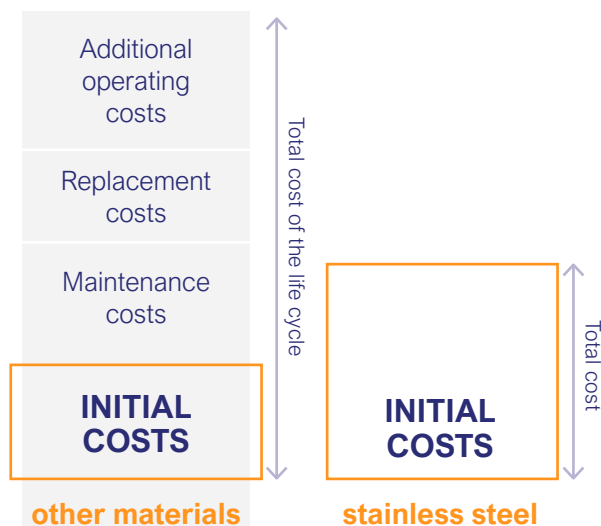 Additional
operating
costs
Replacement
costs
Maintenance
costs
INITIAL
COSTS
other materials
Total cost of the life cycle
INITIAL
COSTS
stainless steel
Total cost